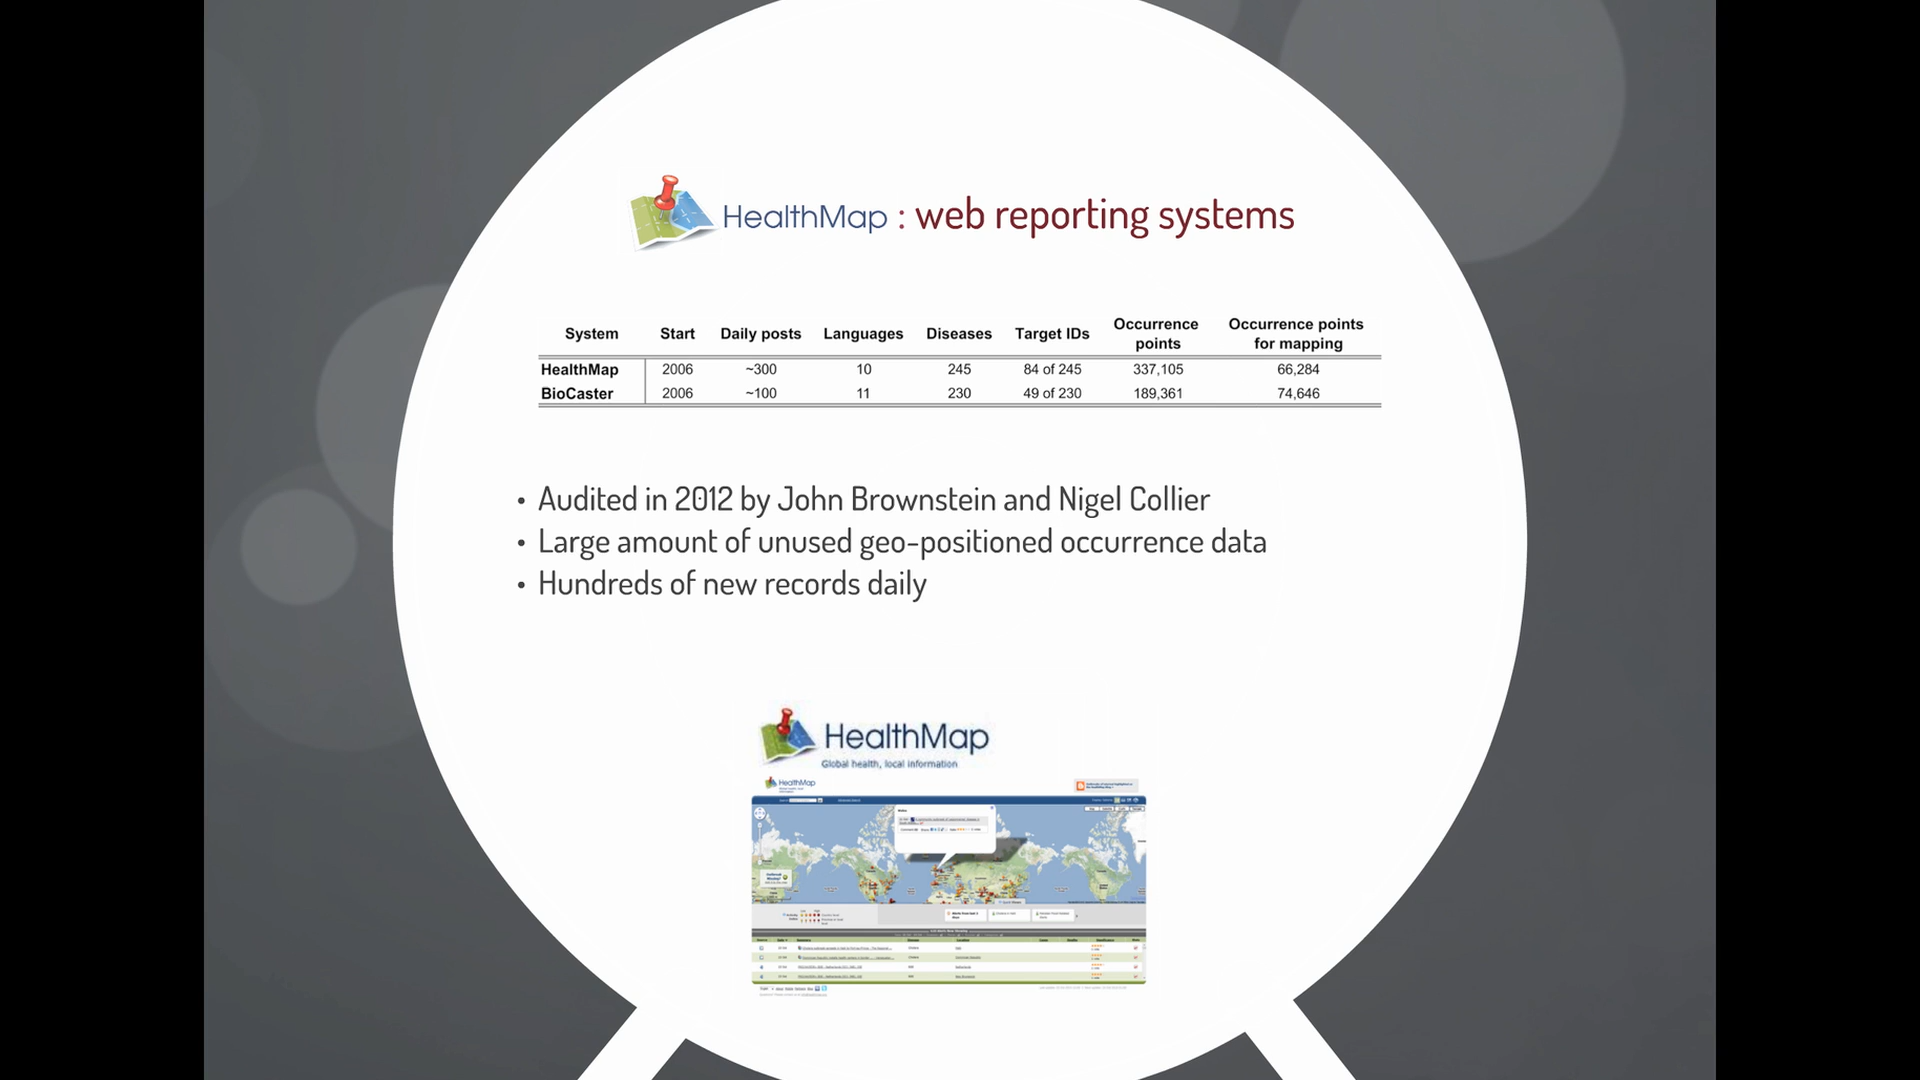 HealthMap : web reporting systems
System Start Daily posts Languages Diseases Target IDs Occurrence points Occurrence points for mapping
HealthMap 2006 ~300 10 245 84 of 245 337,105 66,284
BioCaster 2006 ~100 11 230 49 of 230 189,361 74,646
• Audited in 2012 by John Brownstein and Nigel Collier
• Large amount of unused geo-positioned occurrence data
• Hundreds of new records daily
HealthMap
Global health, local information
HealthMap